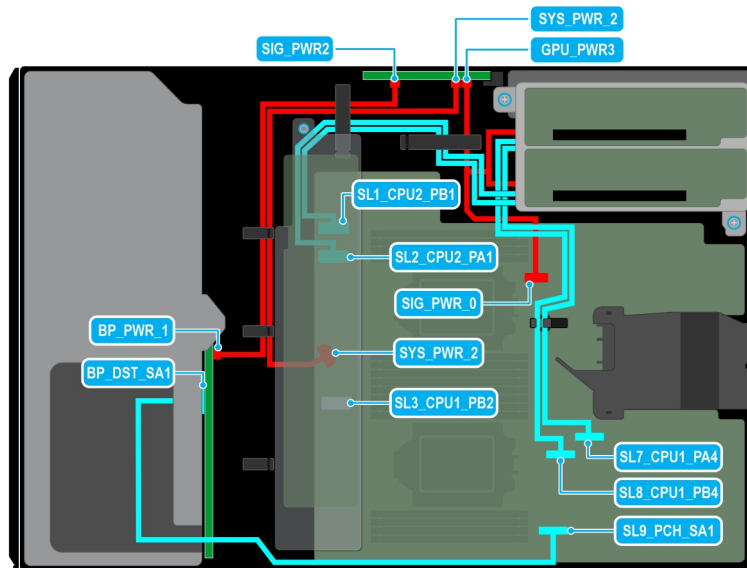 SYS_PWR_2
SIG_PWR2
GPU_PWR3
SL1_CPU2_PB1
SL2_CPU2_PA1
SIG_PWR_0
BP_PWR_1
SYS_PWR_2
BP_DST_SA1
SL3_CPU1_PB2
SL7_CPU1_PA4
SL8_CPU1_PB4
SL9_PCH_SA1